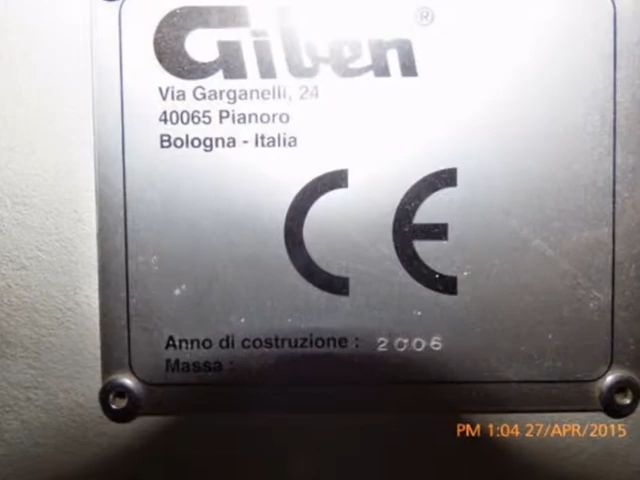 Giben®
Via Garganelli, 24
40065 Pianoro
Bologna - Italia
CE
Anno di costruzione : 2006
Massa :
PM 1:04 27/APR/2015